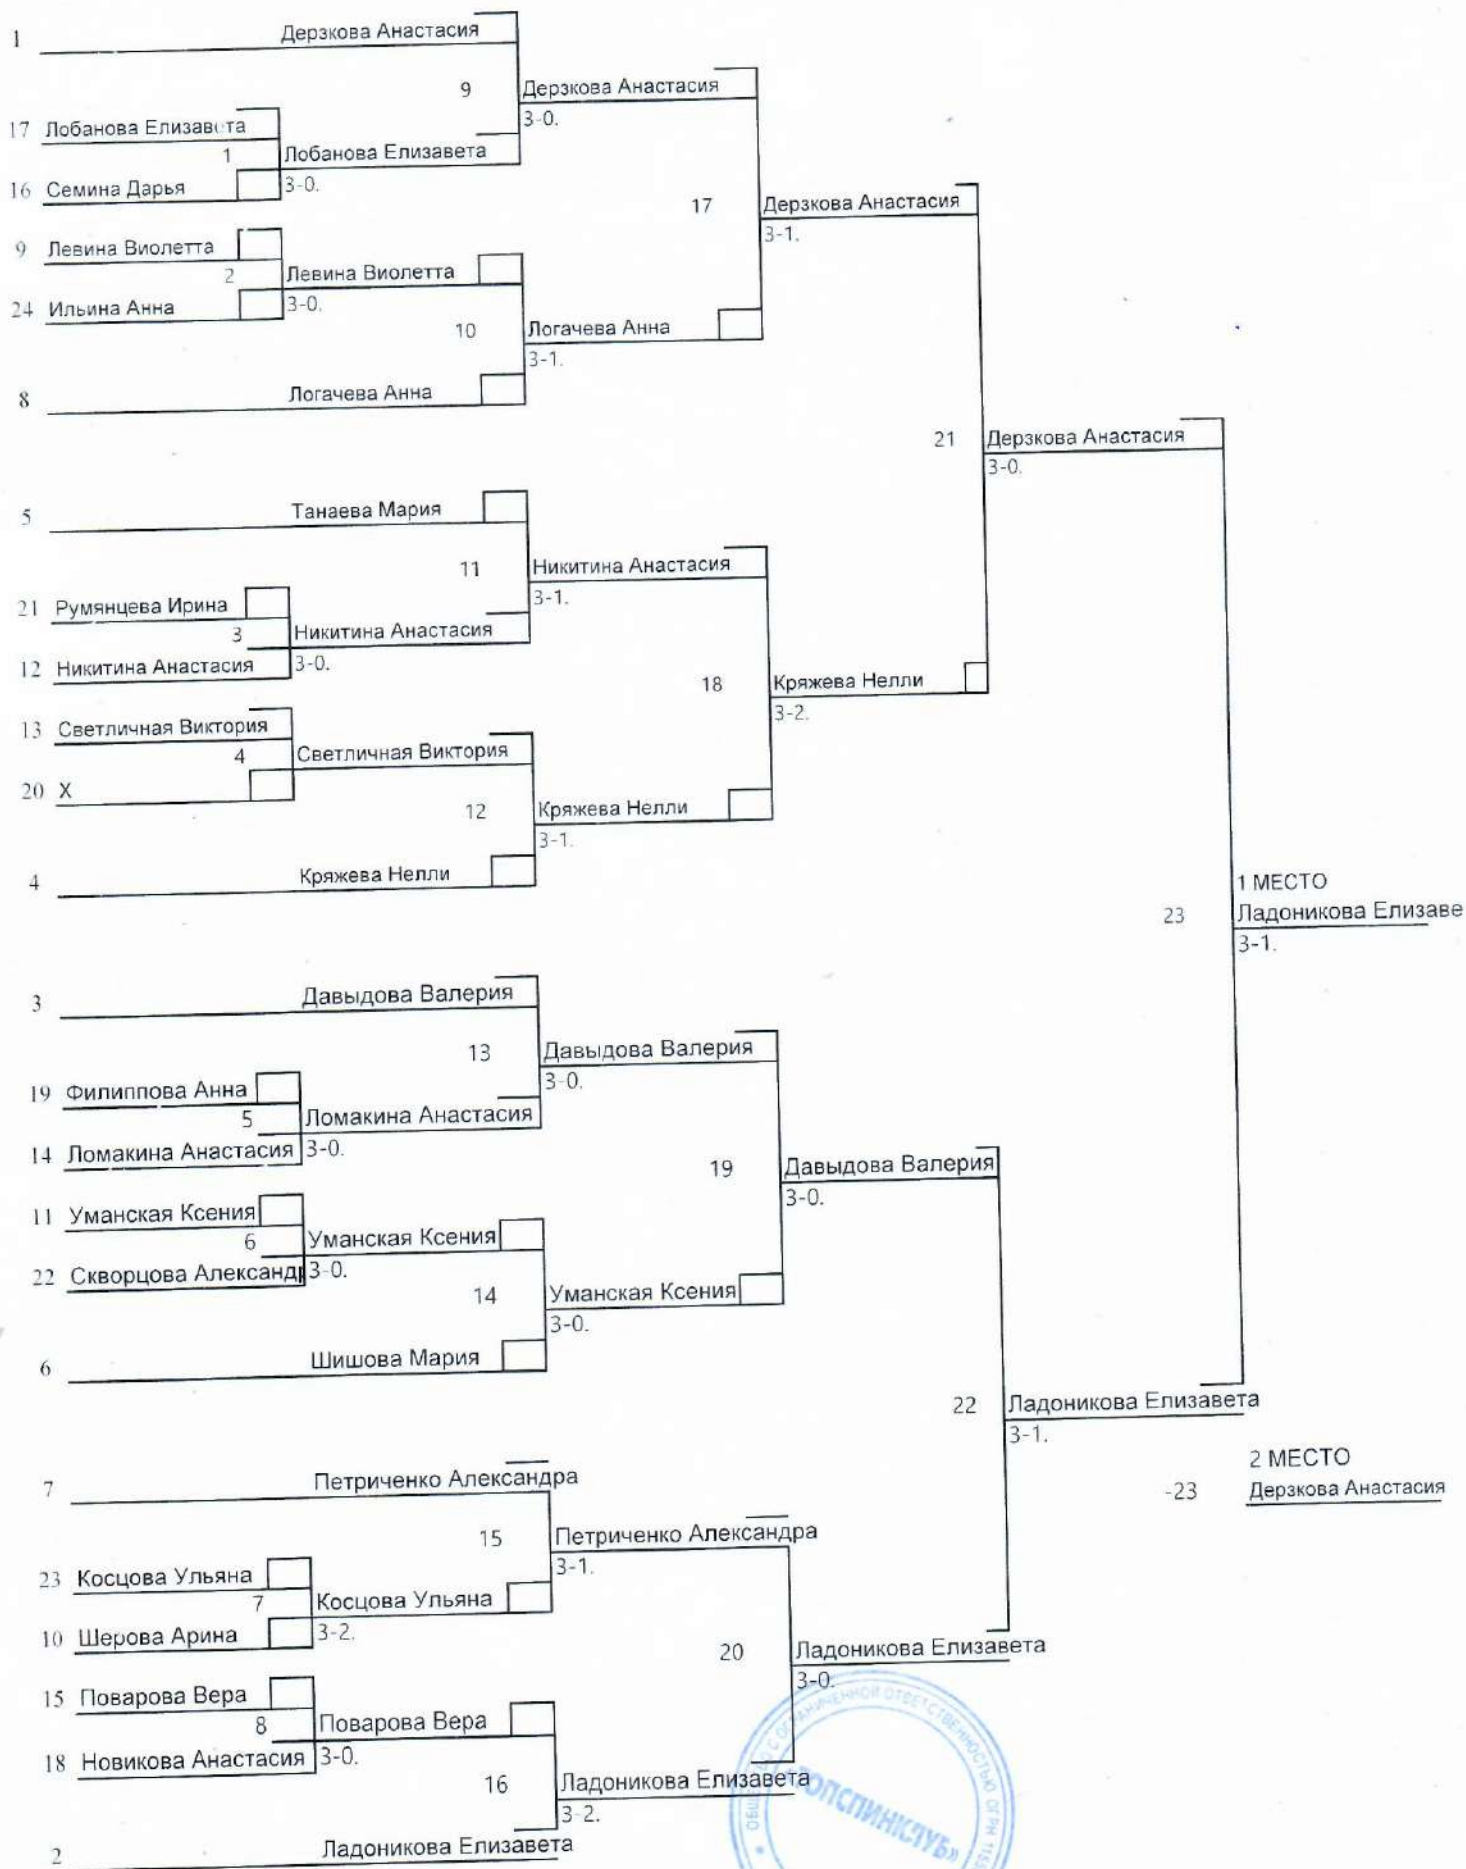 1 Дерзкова Анастасия
9 Дерзкова Анастасия
3-0.
17 Лобанова Елизавета
1 Лобанова Елизавета
16 Семина Дарья 3-0.
17 Дерзкова Анастасия
3-1.
9 Левина Виолетта
2 Левина Виолетта
24 Ильина Анна 3-0.
10 Логачева Анна
3-1.
8 Логачева Анна
21 Дерзкова Анастасия
3-0.
5 Танаева Мария
11 Никитина Анастасия
3-1.
21 Румянцева Ирина
3 Никитина Анастасия
12 Никитина Анастасия 3-0.
18 Кряжева Нелли
3-2.
13 Светличная Виктория
4 Светличная Виктория
20 X
12 Кряжева Нелли
3-1.
4 Кряжева Нелли
1 МЕСТО
23 Ладоникова Елизаве
3-1.
3 Давыдова Валерия
13 Давыдова Валерия
3-0.
19 Филиппова Анна
5 Ломакина Анастасия
14 Ломакина Анастасия 3-0.
19 Давыдова Валерия
3-0.
11 Уманская Ксения
6 Уманская Ксения
22 Скворцова Александр 3-0.
14 Уманская Ксения
3-0.
6 Шишова Мария
22 Ладоникова Елизавета
3-1.
2 МЕСТО
-23 Дерзкова Анастасия
7 Петриченко Александра
15 Петриченко Александра
3-1.
23 Косцова Ульяна
7 Косцова Ульяна
10 Шерова Арина 3-2.
20 Ладоникова Елизавета
3-0.
15 Поварова Вера
8 Поварова Вера
18 Новикова Анастасия 3-0.
16 Ладоникова Елизавета
3-2.
2 Ладоникова Елизавета
С ОГРАНИЧЕННОЙ ОТВЕТСТВЕННОСТЬЮ ОГРН
«ТОПСПИНКЛУБ»